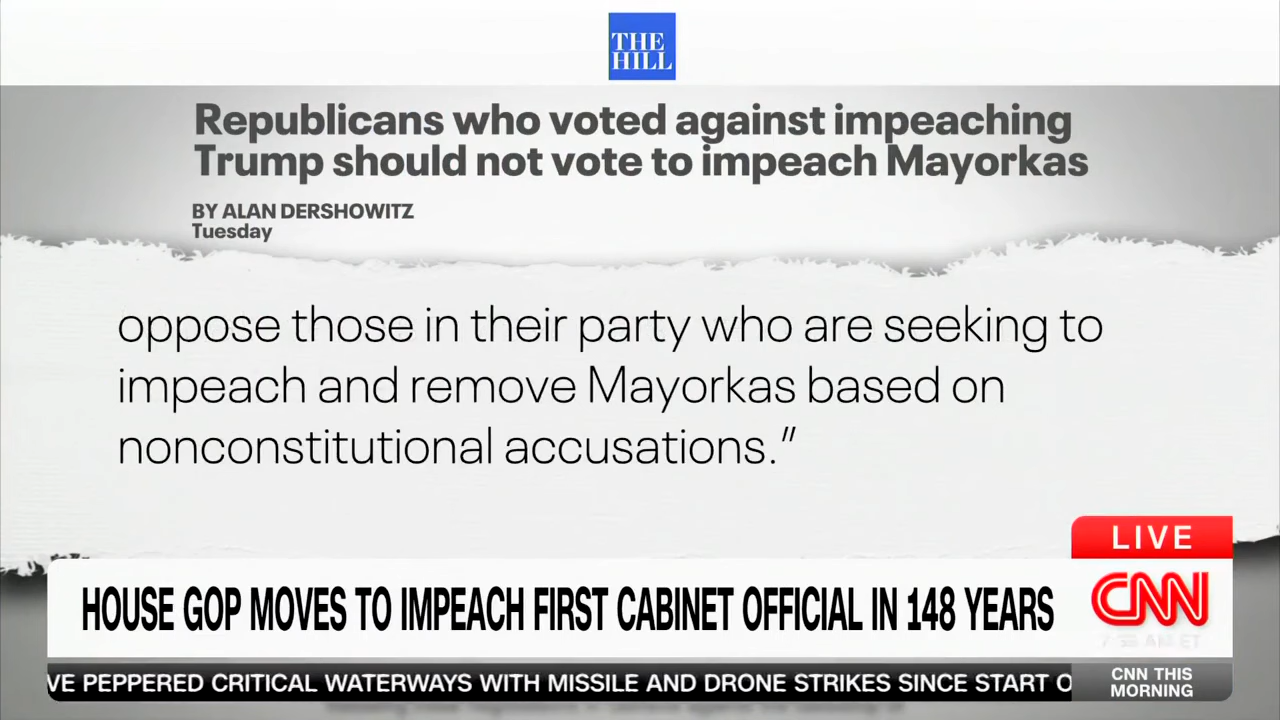 THE
HILL
Republicans who voted against impeaching
Trump should not vote to impeach Mayorkas
BY ALAN DERSHOWITZ
Tuesday
oppose those in their party who are seeking to
impeach and remove Mayorkas based on
nonconstitutional accusations."
LIVE
HOUSE GOP MOVES TO IMPEACH FIRST CABINET OFFICIAL IN 148 YEARS
CNN
VE PEPPERED CRITICAL WATERWAYS WITH MISSILE AND DRONE STRIKES SINCE START O
CNN THIS
MORNING